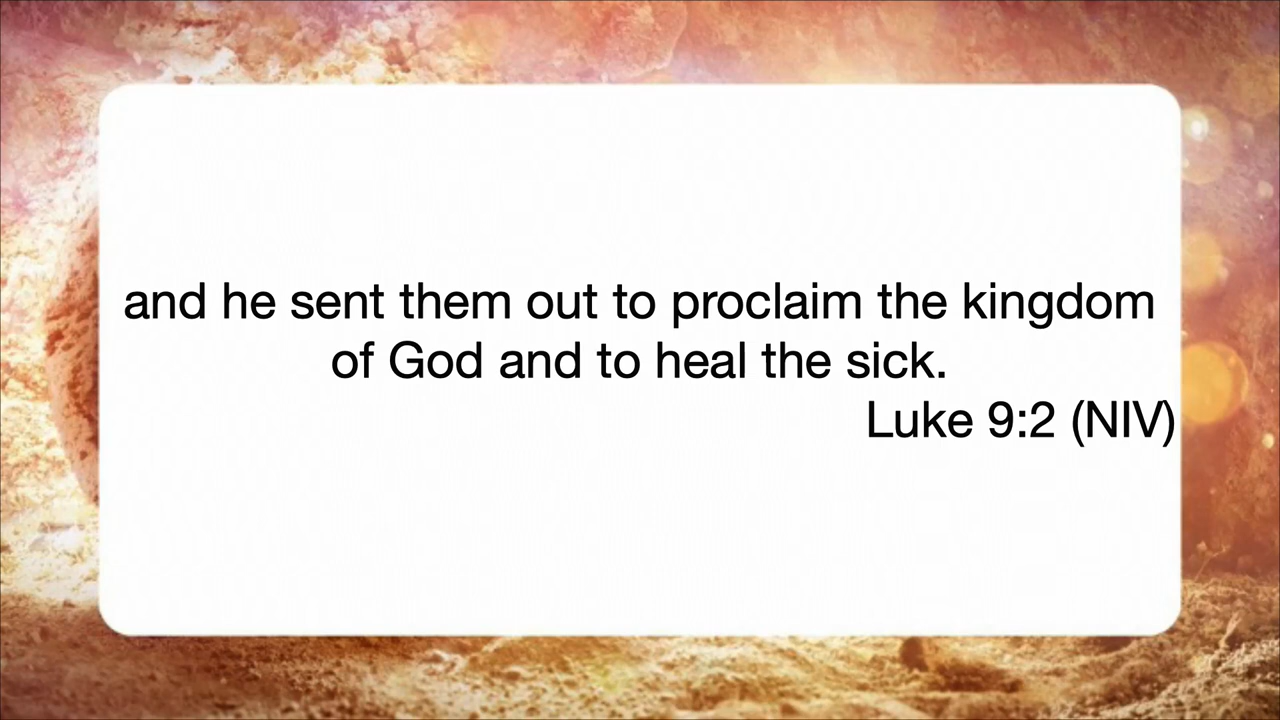 and he sent them out to proclaim the kingdom
of God and to heal the sick.
Luke 9:2 (NIV)